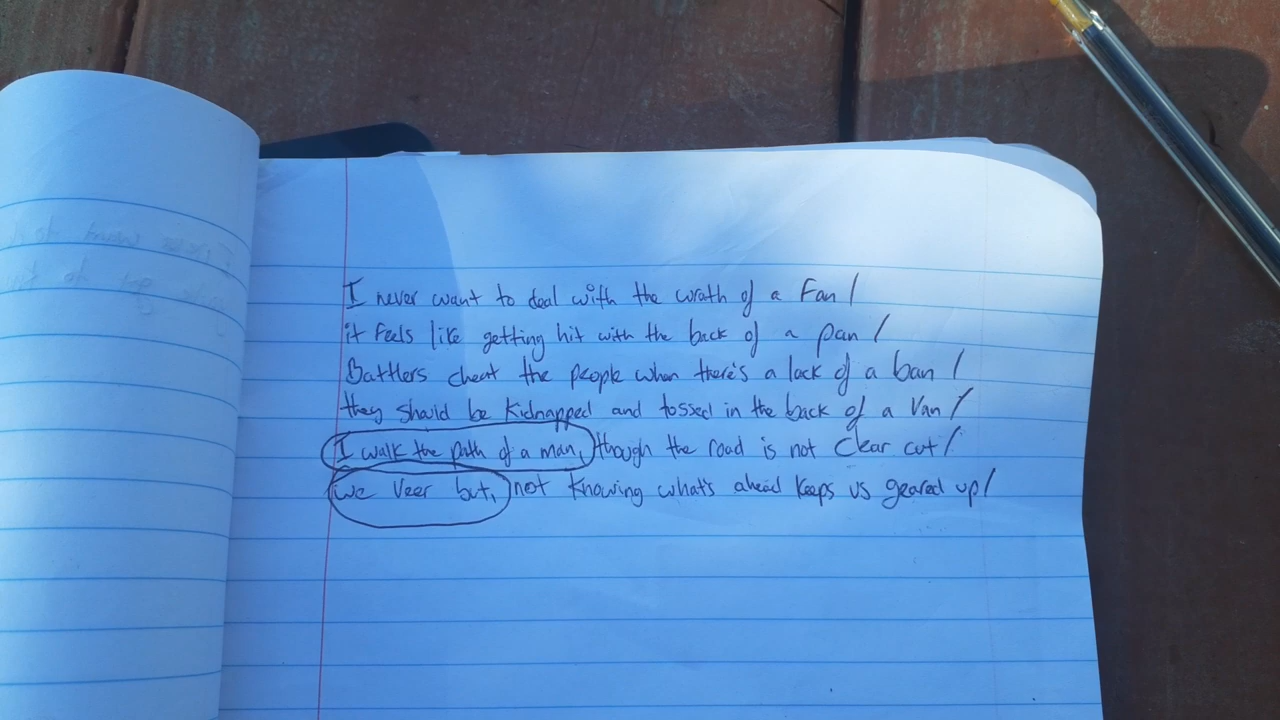 I never want to deal with the wrath of a Fan /
it feels like getting hit with the back of a pan /
Battlers cheat the people when there's a lack of a ban /
they should be kidnapped and tossed in the back of a Van /
I walk the path of a man, though the road is not clear cut /
we veer but, not knowing what's ahead keeps us geared up /